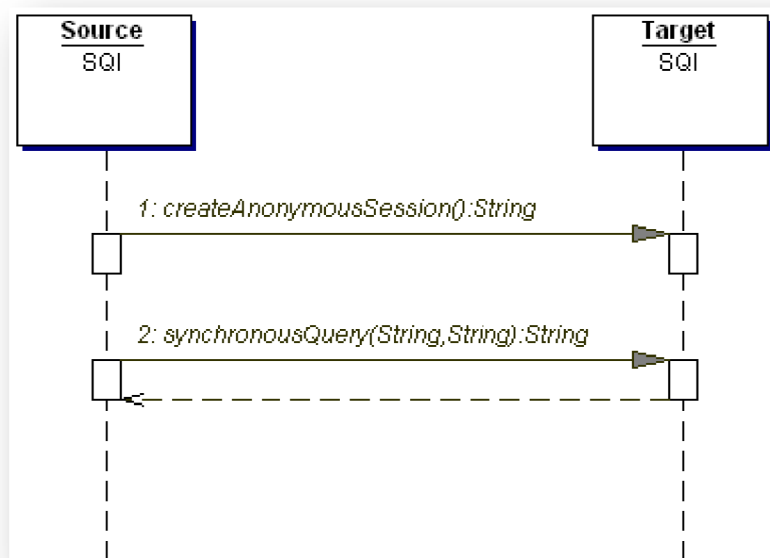 Source
SQI
Target
SQI
1: createAnonymousSession():String
2: synchronousQuery(String,String):String